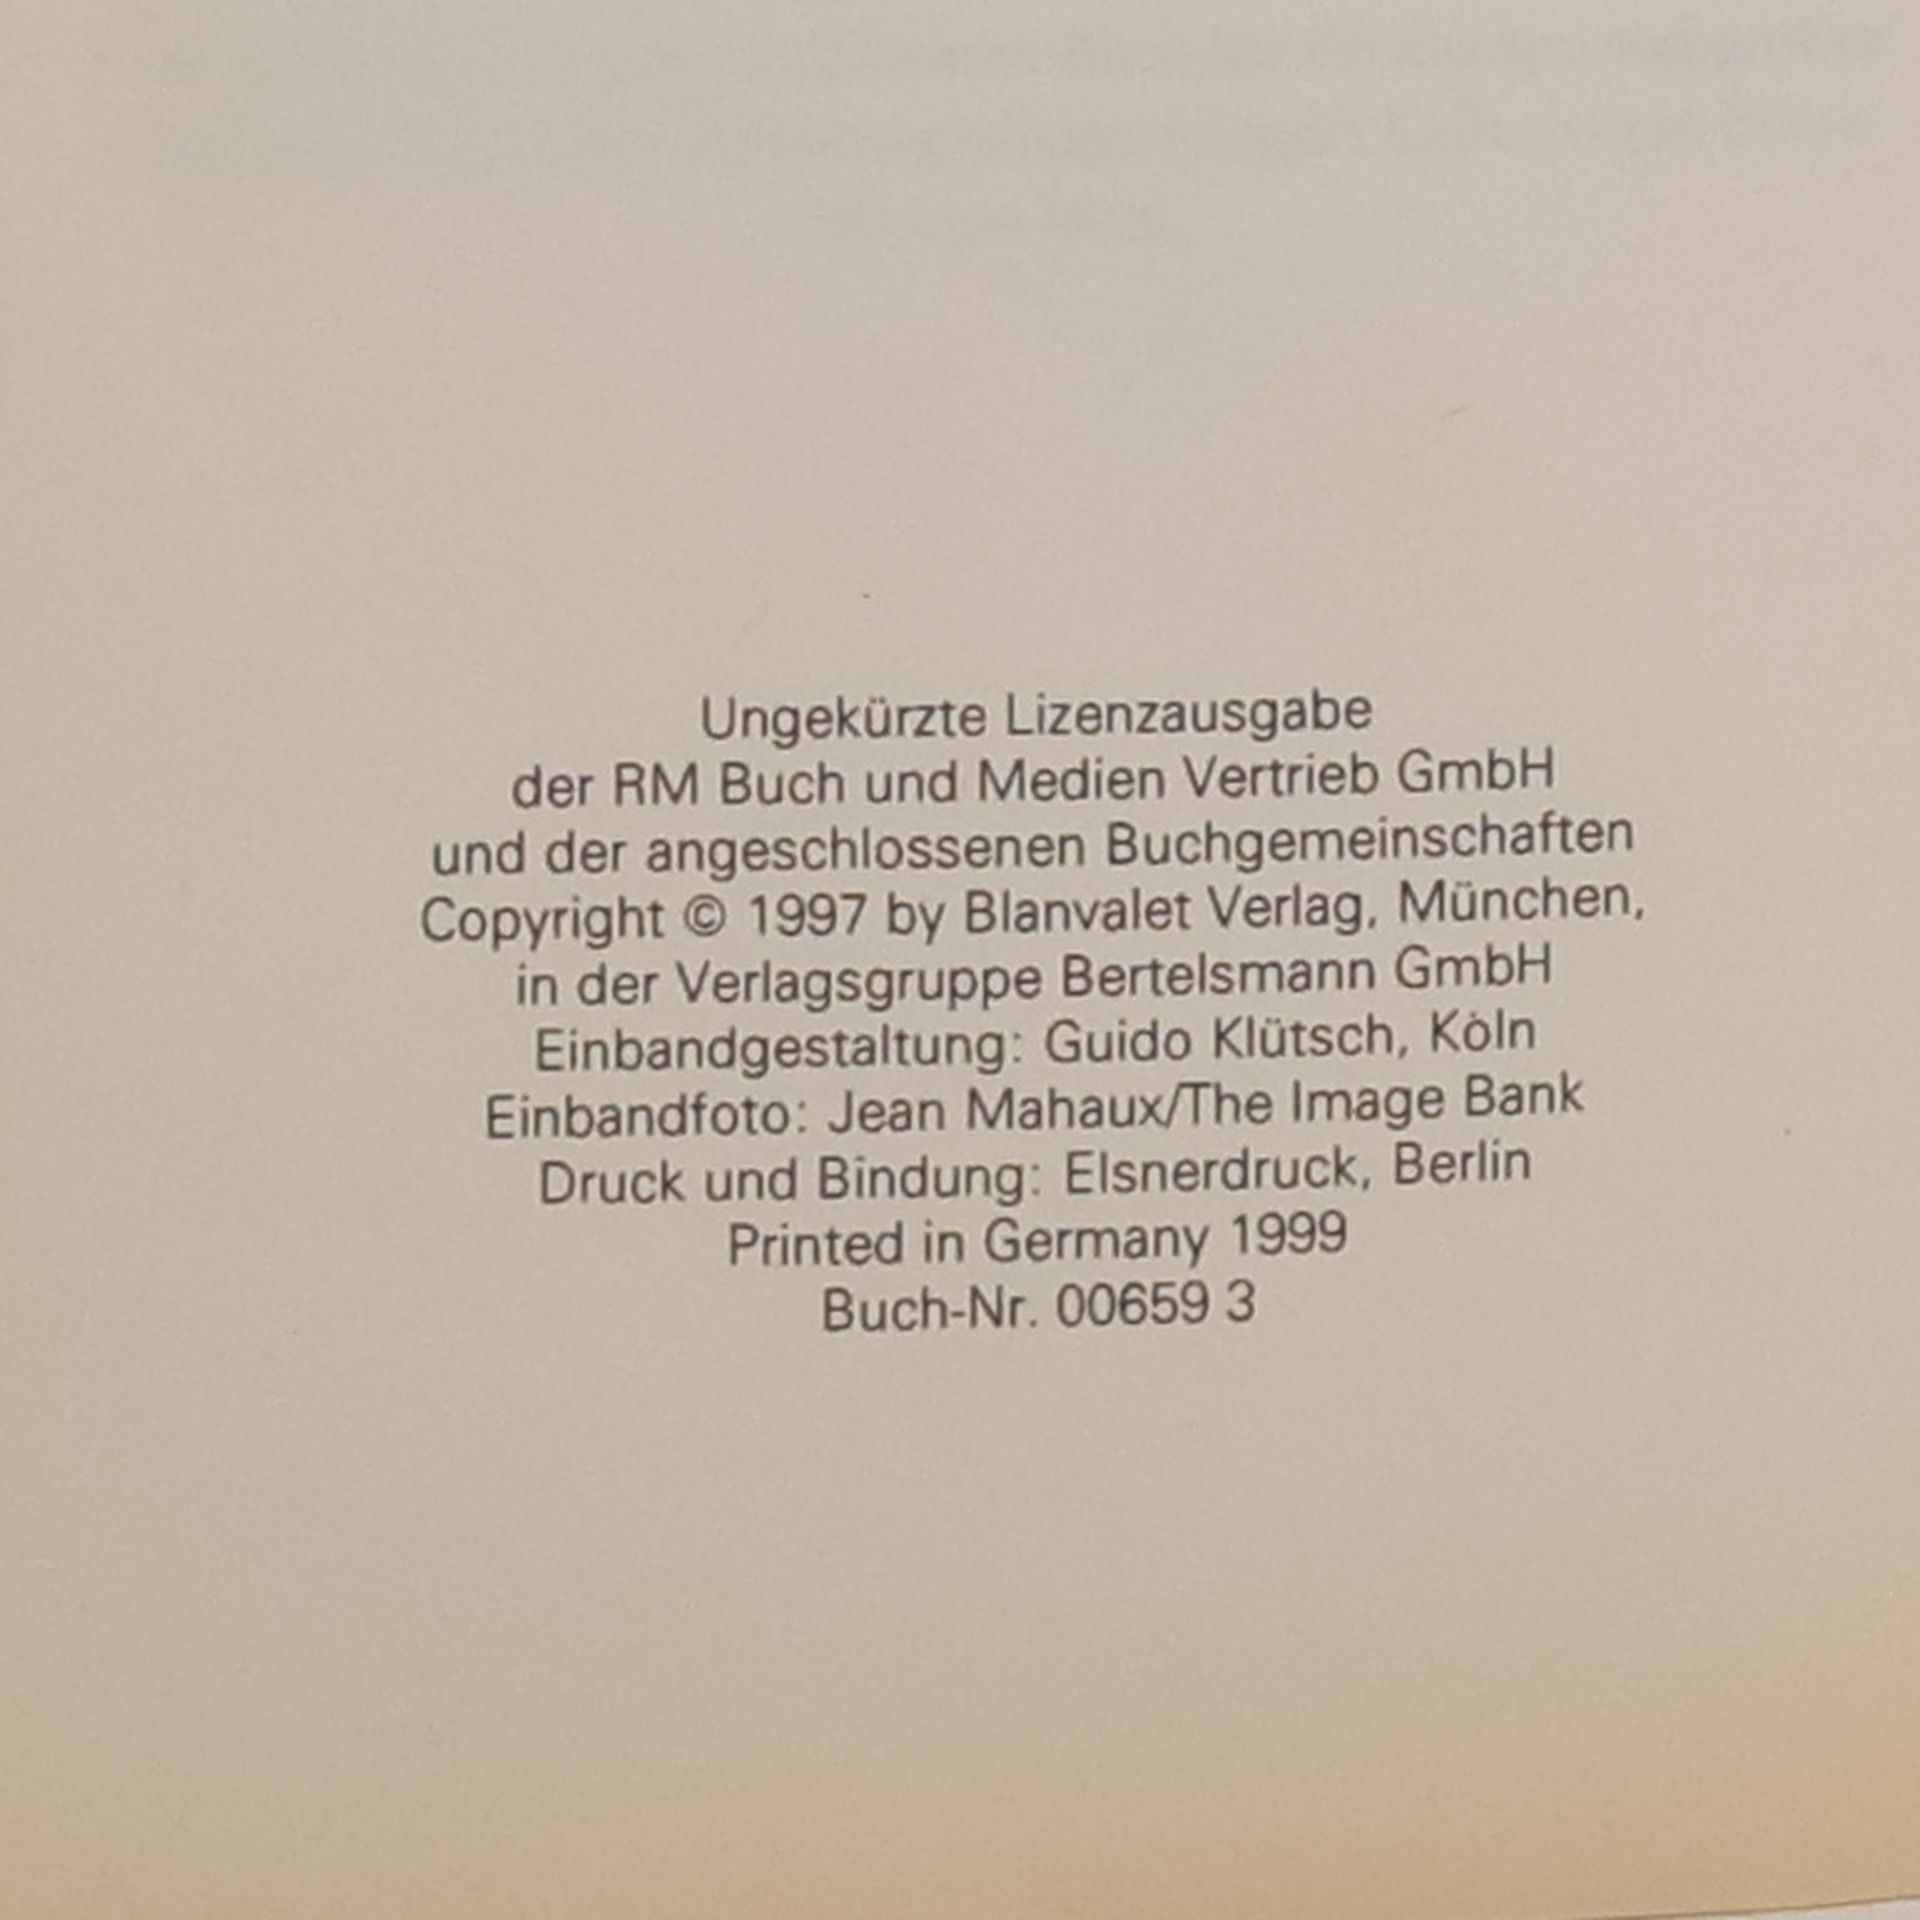 Ungekürzte Lizenzausgabe
der RM Buch und Medien Vertrieb GmbH
und der angeschlossenen Buchgemeinschaften
Copyright © 1997 by Blanvalet Verlag, München,
in der Verlagsgruppe Bertelsmann GmbH
Einbandgestaltung: Guido Klütsch, Köln
Einbandfoto: Jean Mahaux/The Image Bank
Druck und Bindung: Elsnerdruck, Berlin
Printed in Germany 1999
Buch-Nr. 00659 3